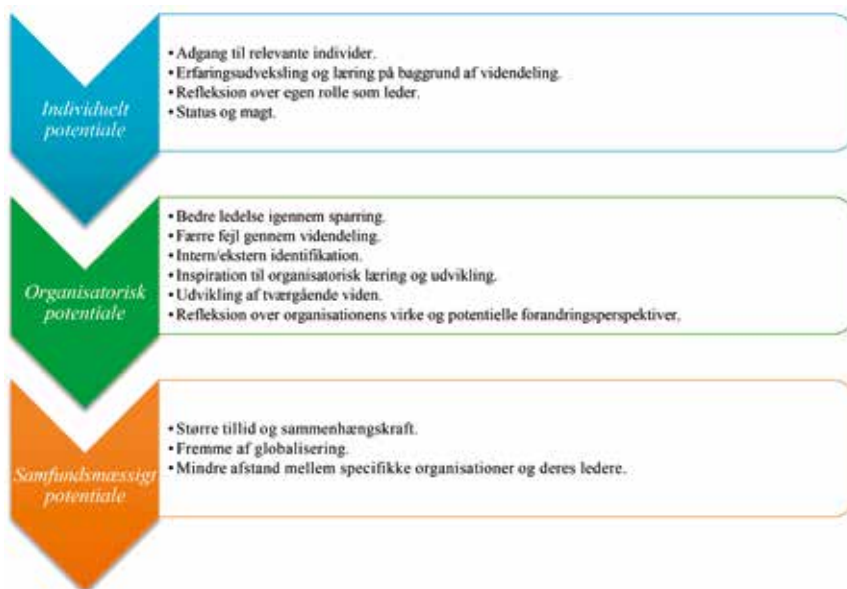 Individuelt
potentiale
• Adgang til relevante individer.
• Erfaringsudveksling og læring på baggrund af videndeling.
• Refleksion over egen rolle som leder.
• Status og magt.
Organisatorisk
potentiale
• Bedre ledelse igennem sparring.
• Færre fejl gennem videndeling.
• Intern/ekstern identifikation.
• Inspiration til organisatorisk læring og udvikling.
• Udvikling af tværgående viden.
• Refleksion over organisationens virke og potentielle forandringsperspektiver.
Samfundsmæssigt
potentiale
• Større tillid og sammenhængskraft.
• Fremme af globalisering.
• Mindre afstand mellem specifikke organisationer og deres ledere.